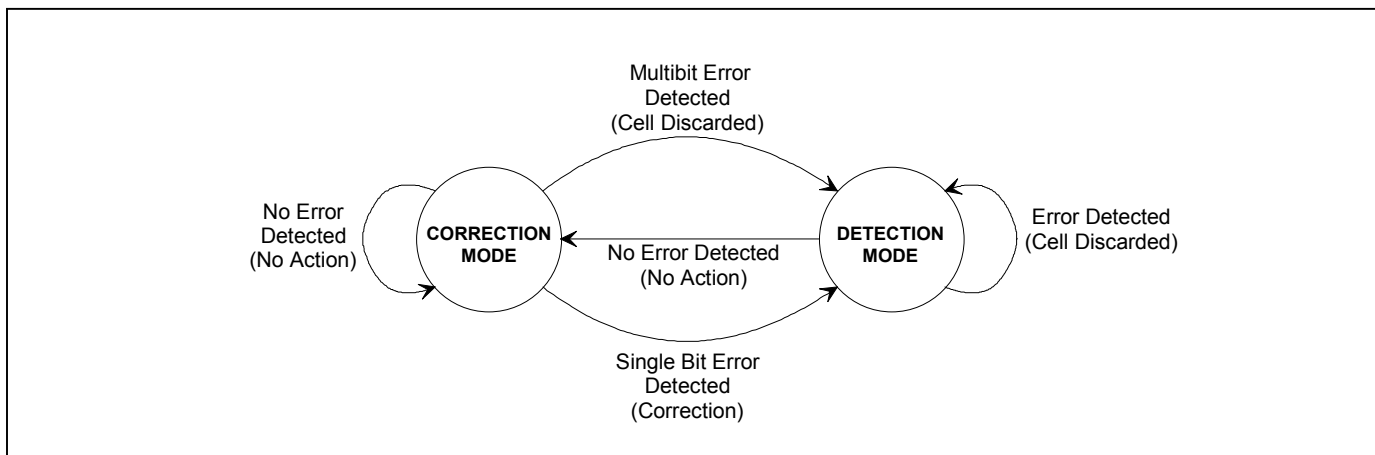 Multibit Error
Detected
(Cell Discarded)
No Error
Detected
(No Action)
CORRECTION
MODE
No Error Detected
(No Action)
DETECTION
MODE
Error Detected
(Cell Discarded)
Single Bit Error
Detected
(Correction)